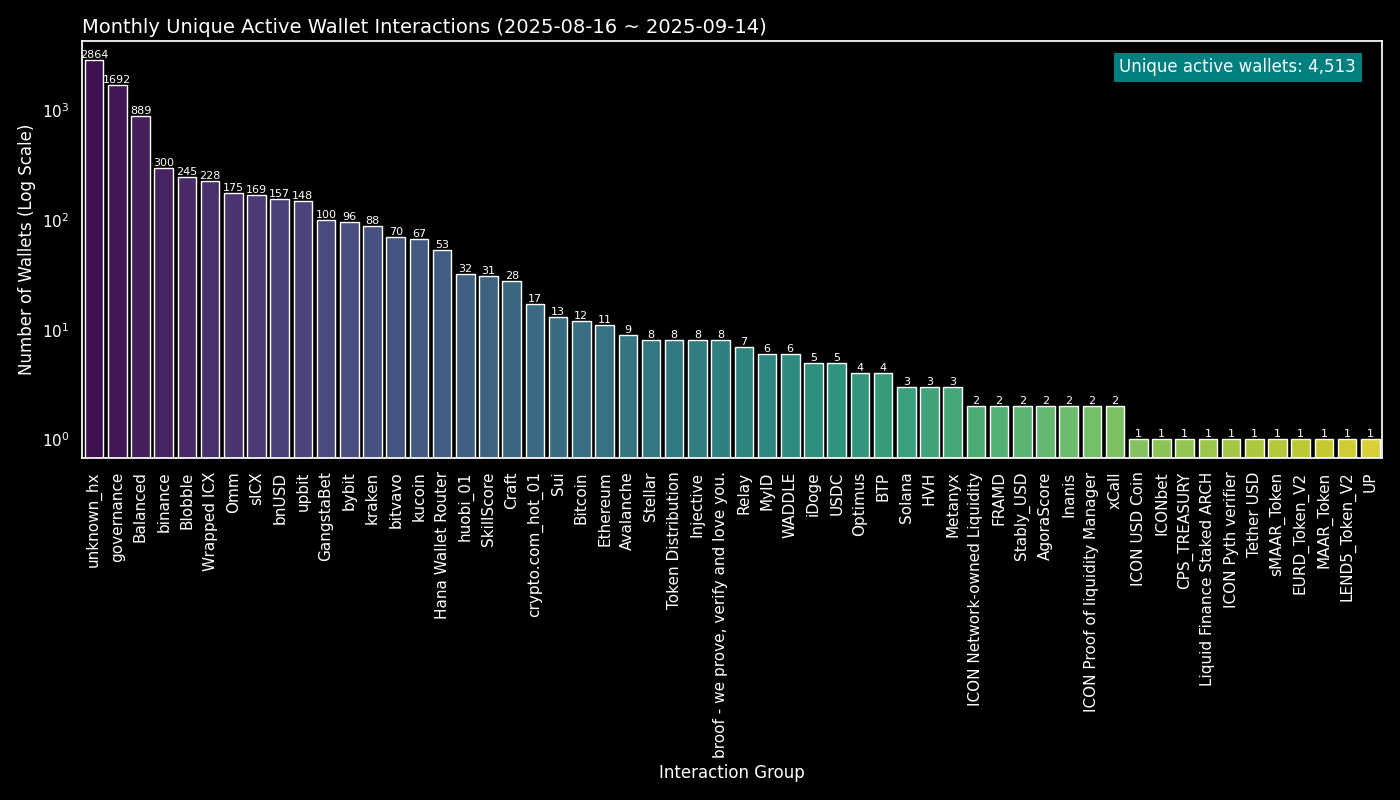 Monthly Unique Active Wallet Interactions (2025-08-16 ~ 2025-09-14)
Unique active wallets: 4,513
Number of Wallets (Log Scale)
10³
10²
10¹
10⁰
2864
1692
889
300
245
228
175
169
157
148
100
96
88
70
67
53
32
31
28
17
13
12
11
9
8
8
8
8
7
6
6
5
5
4
4
3
3
3
2
2
2
2
2
2
2
1
1
1
1
1
1
1
1
1
1
1
unknown_hx
governance
Balanced
binance
Blobble
Wrapped ICX
Omm
sICX
bnUSD
upbit
GangstaBet
bybit
kraken
bitvavo
kucoin
Hana Wallet Router
huobi_01
SkillScore
Craft
crypto.com_hot_01
Sui
Bitcoin
Ethereum
Avalanche
Stellar
Token Distribution
Injective
broof - we prove, verify and love you.
Relay
MyID
WADDLE
iDoge
USDC
Optimus
BTP
Solana
HVH
Metanyx
ICON Network-owned Liquidity
FRAMD
Stably_USD
AgoraScore
Inanis
ICON Proof of liquidity Manager
xCall
ICON USD Coin
ICONbet
CPS_TREASURY
Liquid Finance Staked ARCH
ICON Pyth verifier
Tether USD
sMAAR_Token
EURD_Token_V2
MAAR_Token
LEND5_Token_V2
UP
Interaction Group